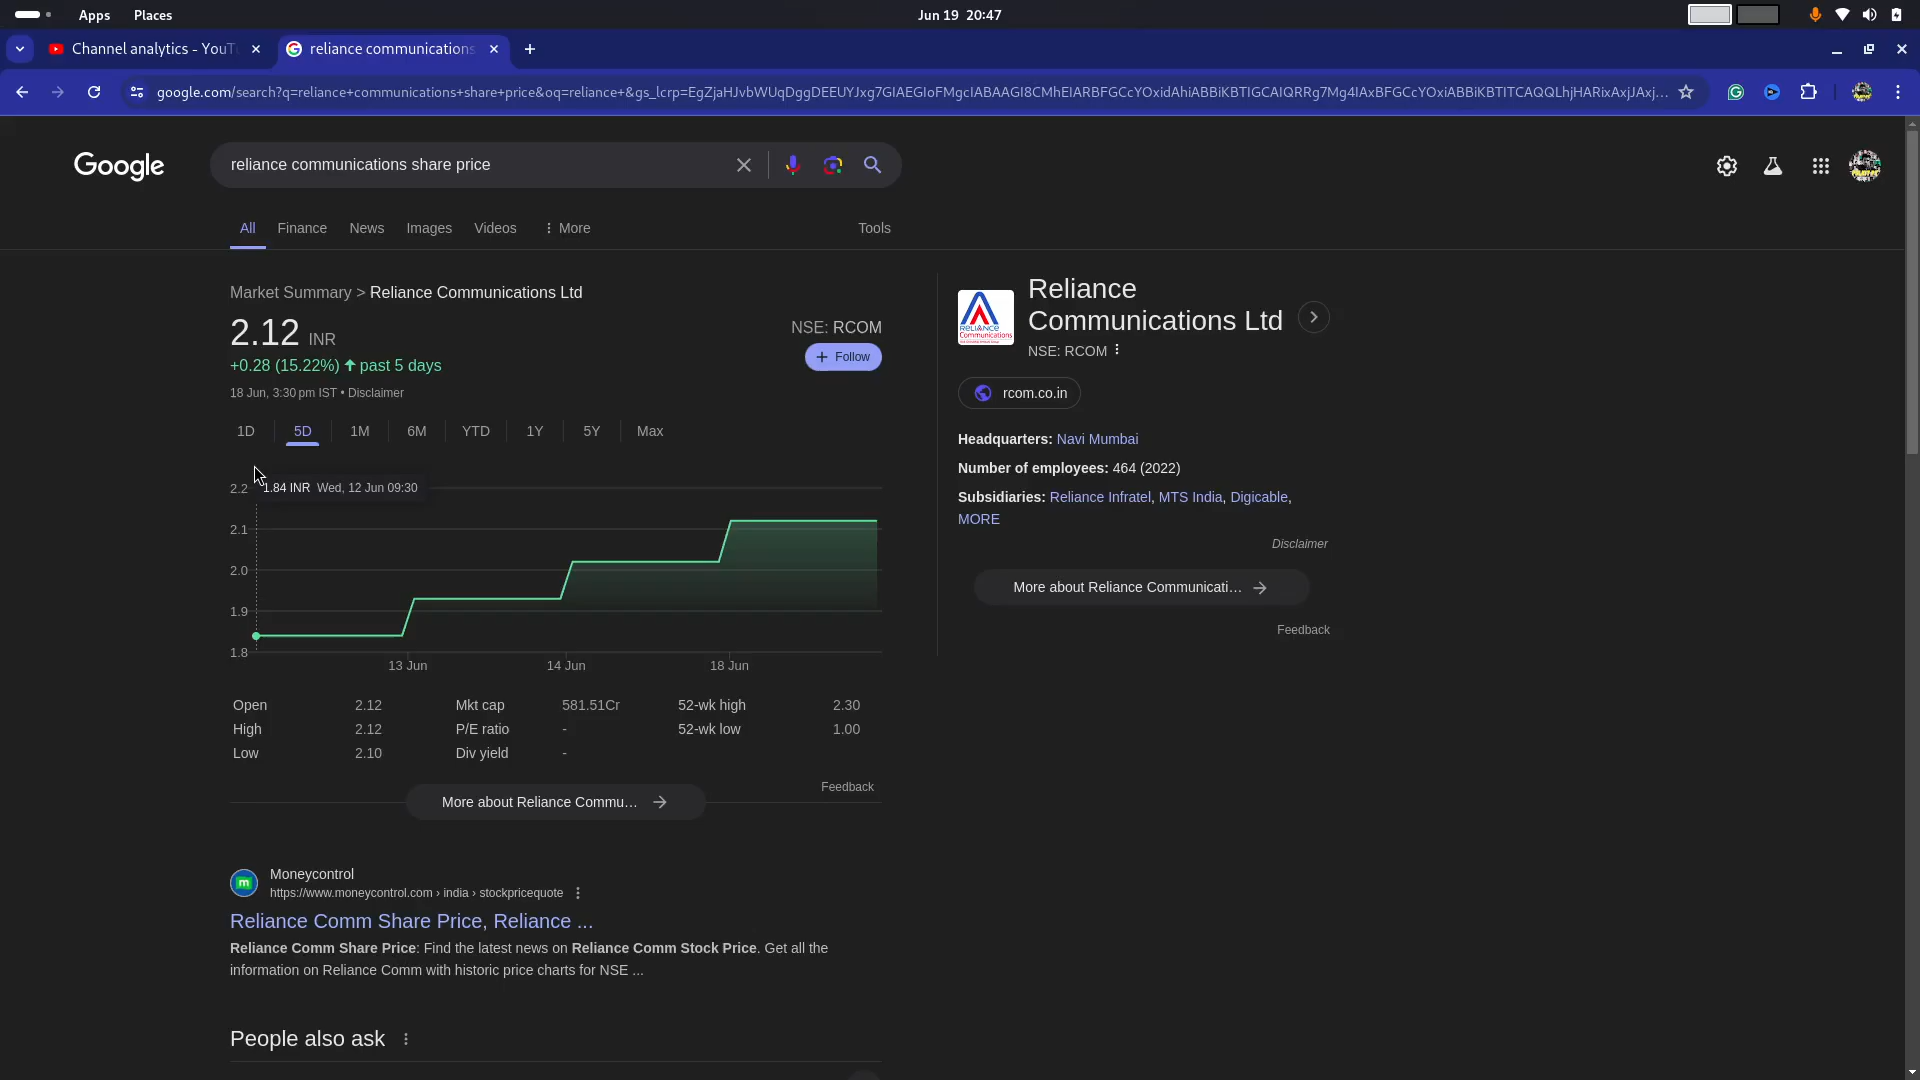 Apps Places Jun 19 20:47
Channel analytics - YouT
reliance communications
google.com/search?q=reliance+communications+share+price&oq=reliance+&gs_lcrp=EgZjaHJvbWUqDggDEEUYJxg7GIAEGIoFMgcIABAAGI8CMhEIARBFGCcYOxidAhiABBiKBTIGCAIQRRg7Mg4IAxBFGCcYOxiABBiKBTITCAQQLhjHARixAxjJAxj...
Google
reliance communications share price
All Finance News Images Videos More Tools
Market Summary > Reliance Communications Ltd
2.12 INR
NSE: RCOM
+0.28 (15.22%) past 5 days
Follow
18 Jun, 3:30 pm IST • Disclaimer
1D 5D 1M 6M YTD 1Y 5Y Max
1.84 INR Wed, 12 Jun 09:30
2.2
2.1
2.0
1.9
1.8
13 Jun 14 Jun 18 Jun
Open 2.12 Mkt cap 581.51Cr 52-wk high 2.30
High 2.12 P/E ratio - 52-wk low 1.00
Low 2.10 Div yield -
Feedback
More about Reliance Commu...
Moneycontrol
https://www.moneycontrol.com › india › stockpricequote
Reliance Comm Share Price, Reliance ...
Reliance Comm Share Price: Find the latest news on Reliance Comm Stock Price. Get all the
information on Reliance Comm with historic price charts for NSE ...
People also ask
RELIANCE
Communications
Reliance
Communications Ltd
NSE: RCOM
rcom.co.in
Headquarters: Navi Mumbai
Number of employees: 464 (2022)
Subsidiaries: Reliance Infratel, MTS India, Digicable,
MORE
Disclaimer
More about Reliance Communicati...
Feedback